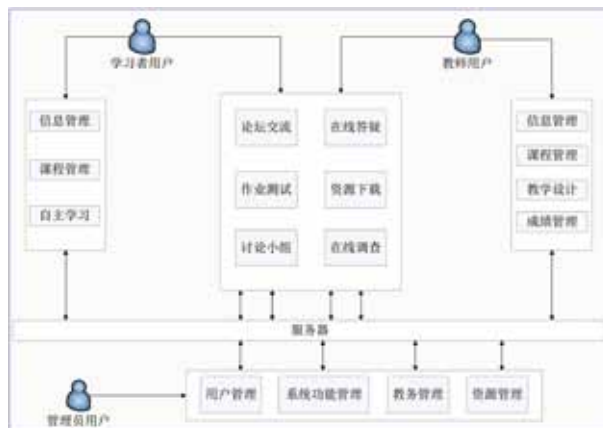 学习者用户
教师用户
信息管理
课程管理
自主学习
论坛交流
在线答疑
作业测试
资源下载
讨论小组
在线调查
信息管理
课程管理
教学设计
成绩管理
服务器
管理员用户
用户管理
系统功能管理
教务管理
资源管理